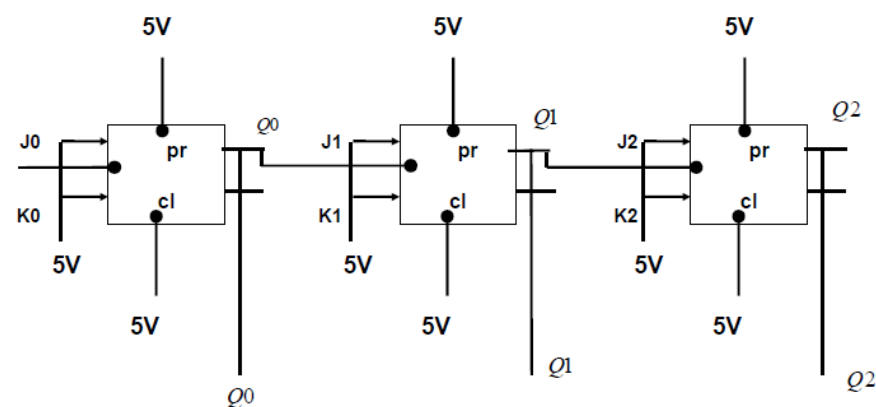 5V 5V 5V
Q0 Q1 Q2
J0 J1 J2
pr pr pr
cl cl cl
K0 K1 K2
5V 5V 5V
5V 5V 5V
Q0 Q1 Q2